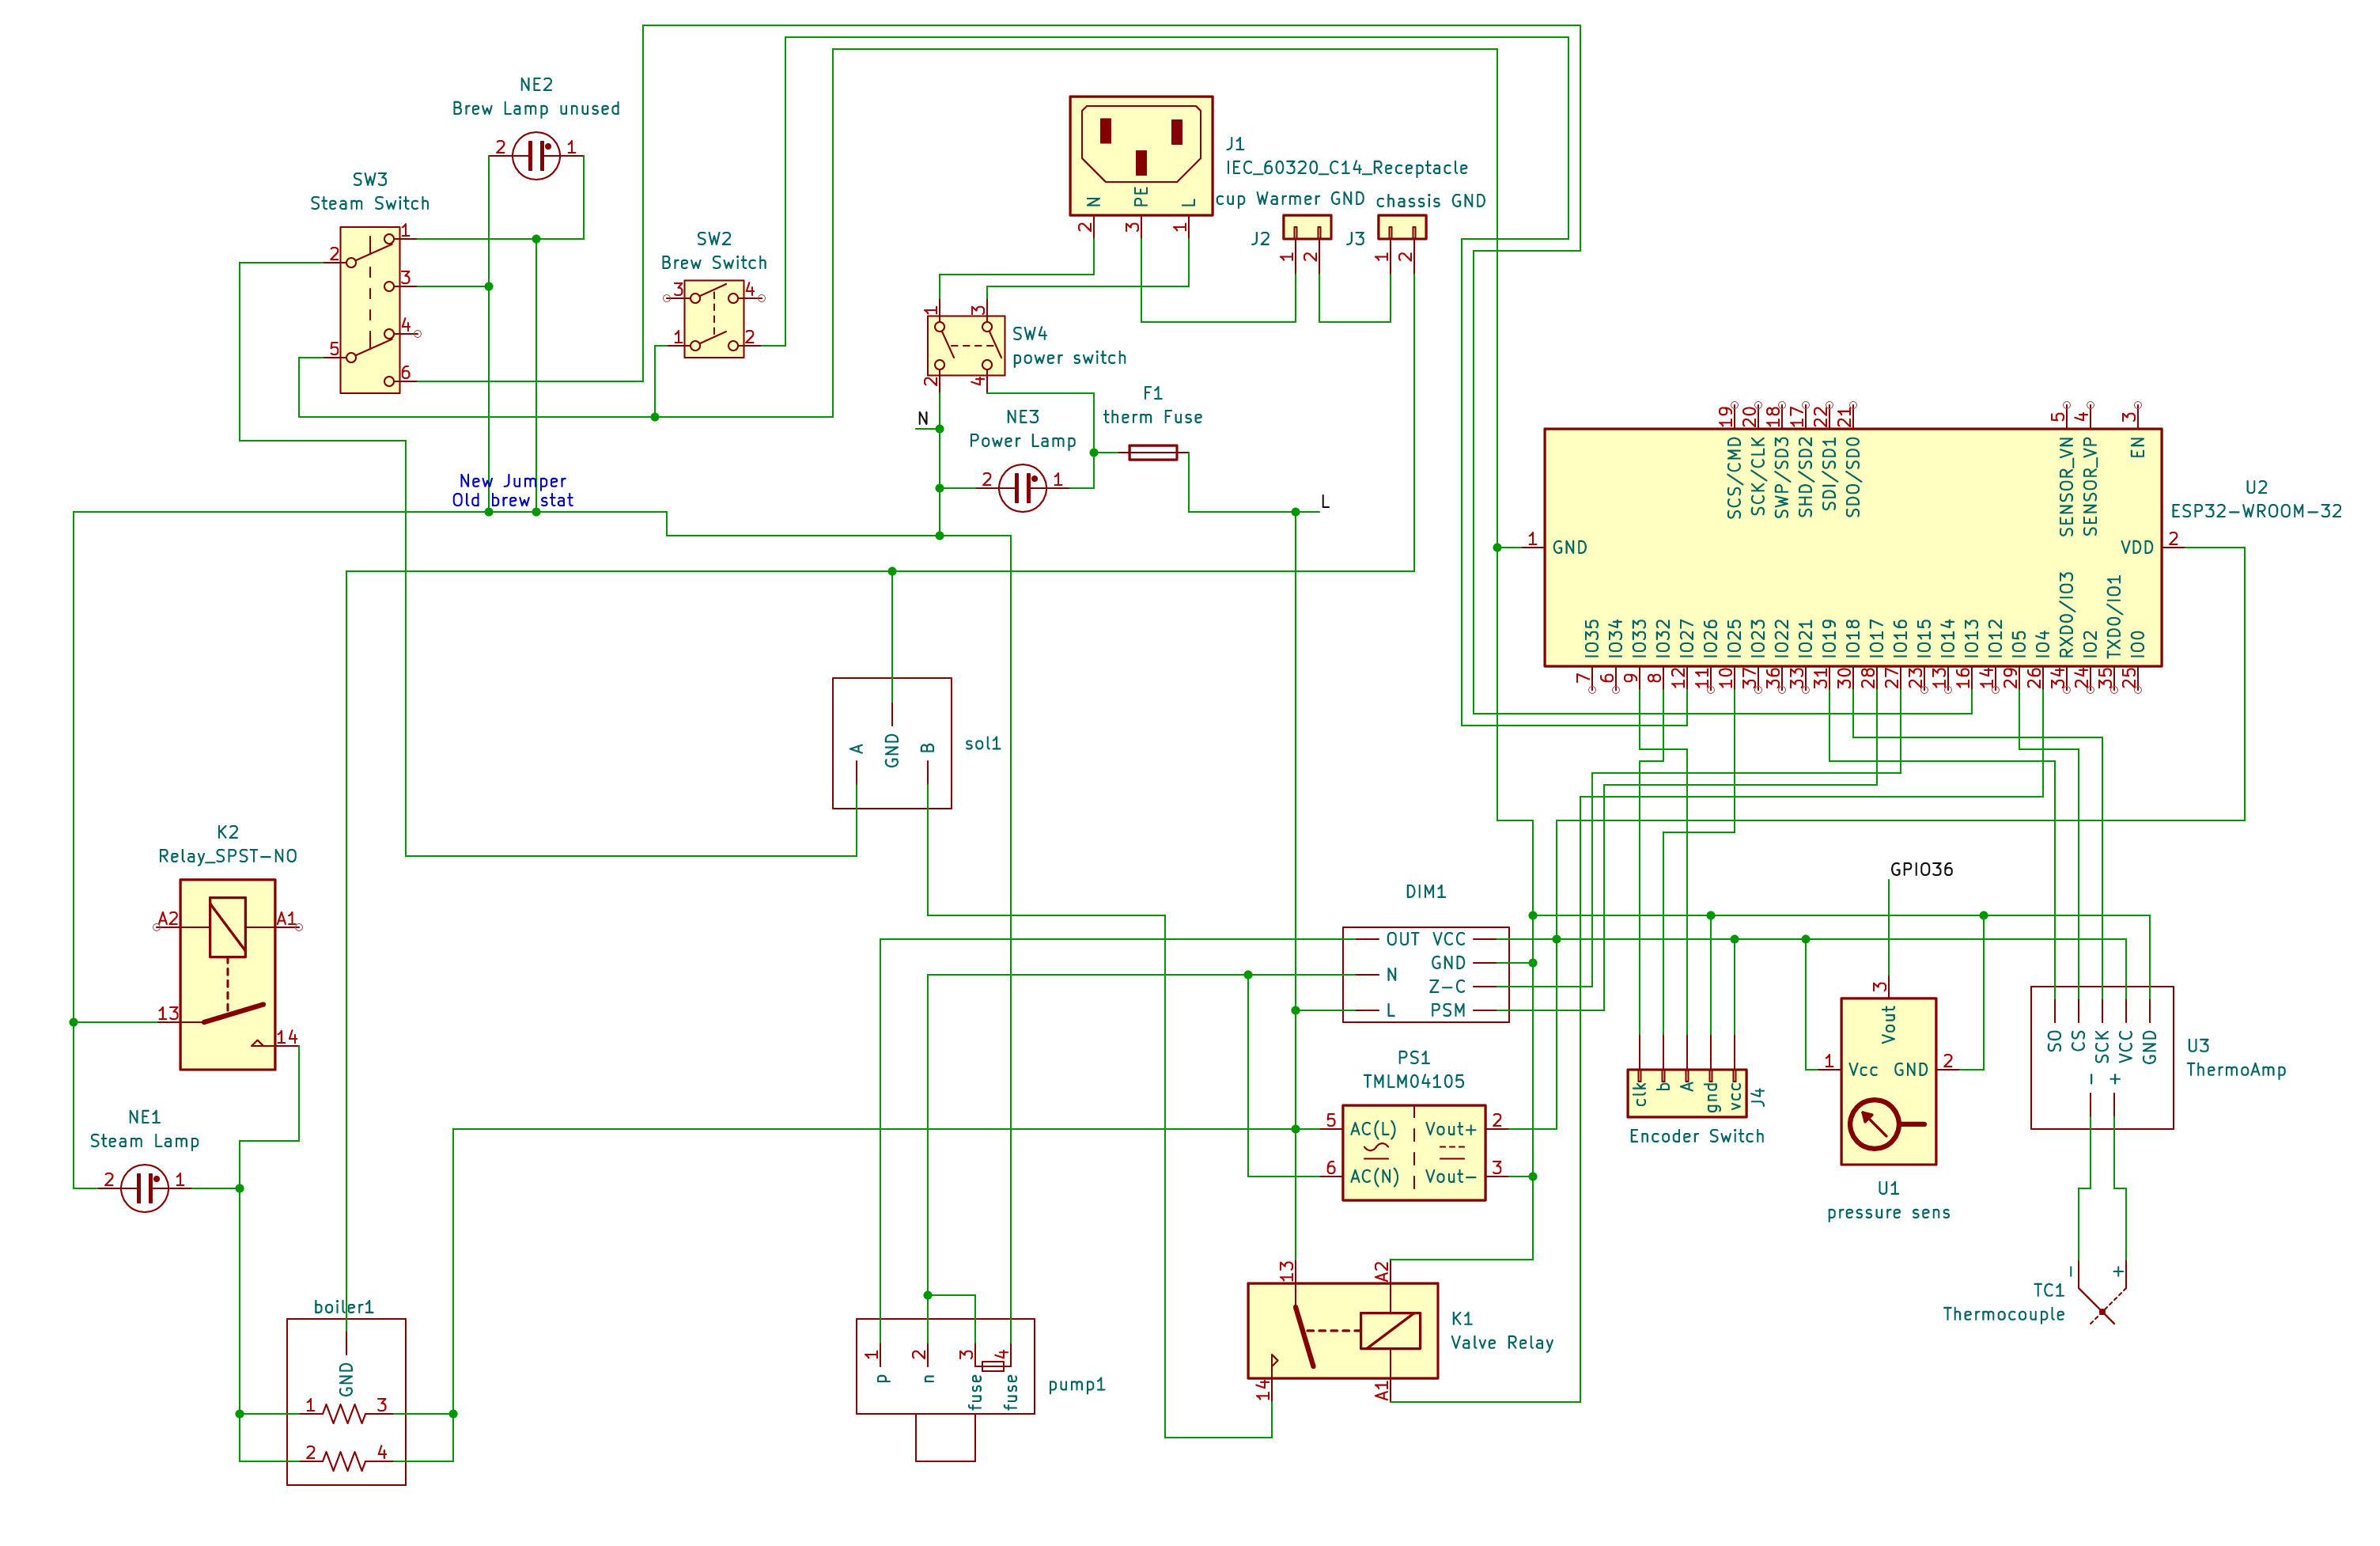 NE2
Brew Lamp unused
2
1
SW3
Steam Switch
1
2
3
4
5
6
SW2
Brew Switch
3
4
1
2
J1
IEC_60320_C14_Receptacle
N
PE
L
2
3
1
cup Warmer GND
chassis GND
J2
1
2
J3
1
2
1
3
SW4
power switch
2
4
N
F1
therm Fuse
NE3
Power Lamp
2
1
L
New Jumper
Old brew stat
19
20
18
17
22
21
5
4
3
SCS/CMD
SCK/CLK
SWP/SD3
SHD/SD2
SDI/SD1
SDO/SD0
SENSOR_VN
SENSOR_VP
EN
U2
ESP32-WROOM-32
1
GND
VDD
2
IO35
IO34
IO33
IO32
IO27
IO26
IO25
IO23
IO22
IO21
IO19
IO18
IO17
IO16
IO15
IO14
IO13
IO12
IO5
IO4
RXD0/IO3
IO2
TXD0/IO1
IO0
7
6
9
8
12
11
10
37
36
33
31
30
28
27
23
13
16
14
29
26
34
24
35
25
A
GND
B
sol1
K2
Relay_SPST-NO
A2
A1
13
14
NE1
Steam Lamp
2
1
boiler1
GND
1
3
2
4
DIM1
OUT
VCC
GND
N
Z-C
L
PSM
PS1
TMLM04105
5
AC(L)
Vout+
2
6
AC(N)
Vout-
3
clk
b
A
gnd
vcc
J4
Encoder Switch
GPIO36
3
Vout
1
Vcc
GND
2
U1
pressure sens
SO
CS
SCK
VCC
GND
-
+
U3
ThermoAmp
-
+
TC1
Thermocouple
13
A2
K1
Valve Relay
14
A1
1
2
3
4
p
n
fuse
fuse
pump1